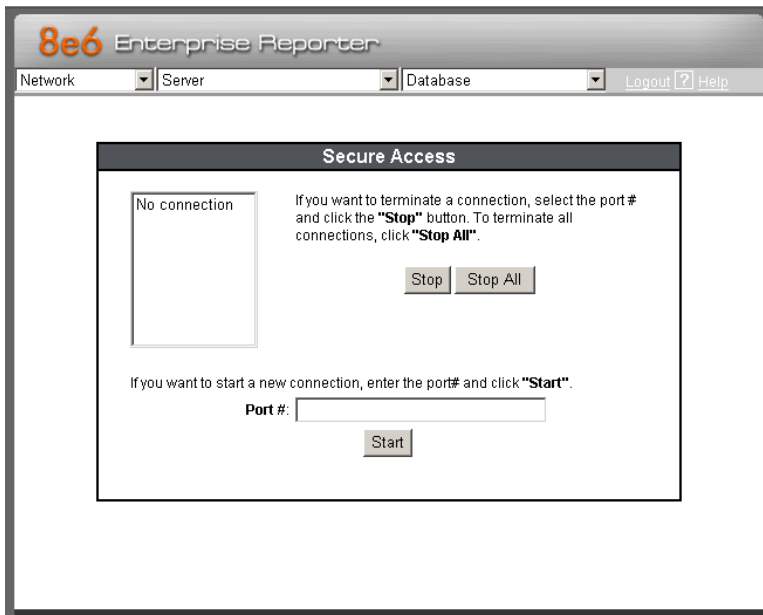 8e6 Enterprise Reporter
Network Server Database Logout ? Help
Secure Access
No connection
If you want to terminate a connection, select the port #
and click the "Stop" button. To terminate all
connections, click "Stop All".
Stop Stop All
If you want to start a new connection, enter the port# and click "Start".
Port #:
Start